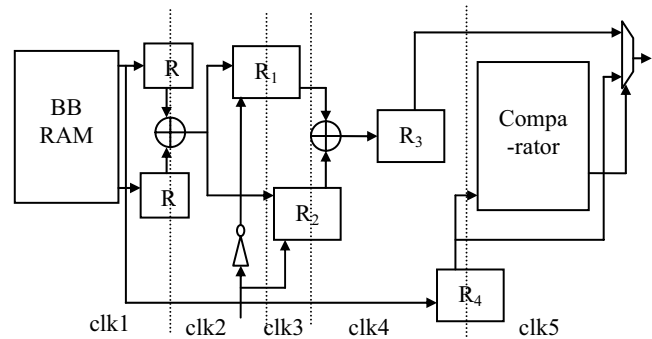 BB
RAM
R
R
R1
R2
R3
R4
Compa
-rator
clk1
clk2
clk3
clk4
clk5